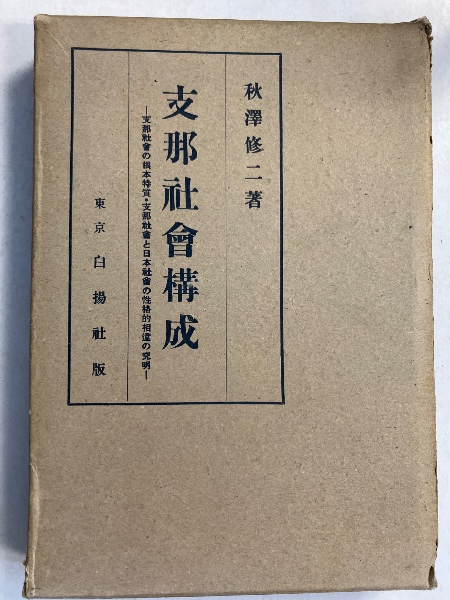 秋澤修二著
支那社會構成
―支那社會の根本特質・支那社會と日本社會の性格的相違の究明―
東京 白揚社版